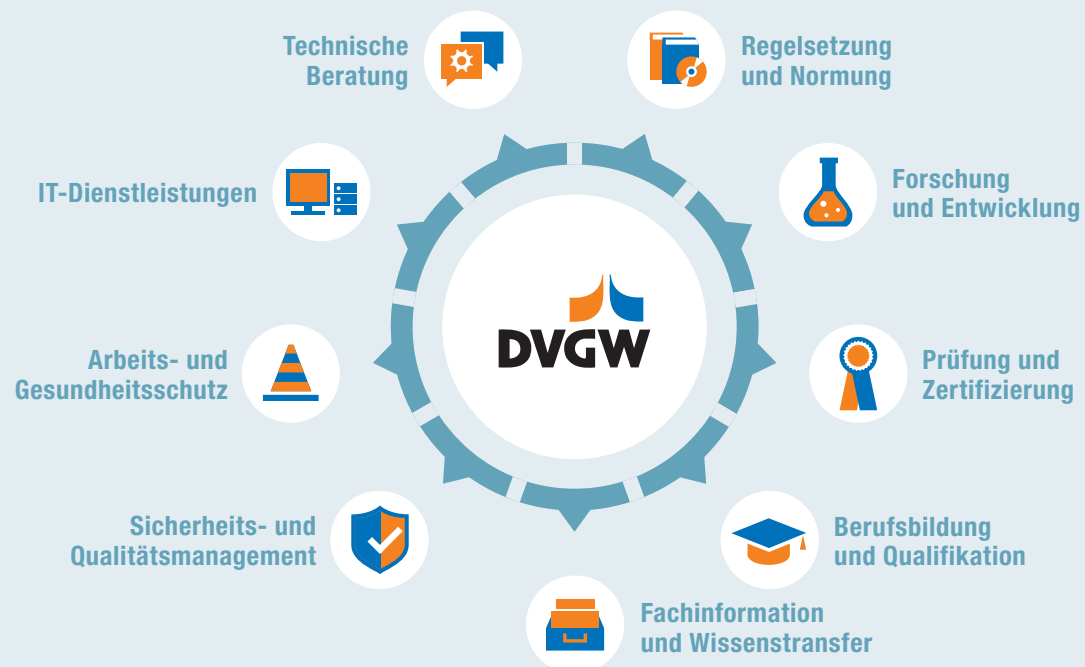 Technische
Beratung
Regelsetzung
und Normung
IT-Dienstleistungen
Forschung
und Entwicklung
DVGW
Arbeits- und
Gesundheitsschutz
Prüfung und
Zertifizierung
Sicherheits- und
Qualitätsmanagement
Berufsbildung
und Qualifikation
Fachinformation
und Wissenstransfer